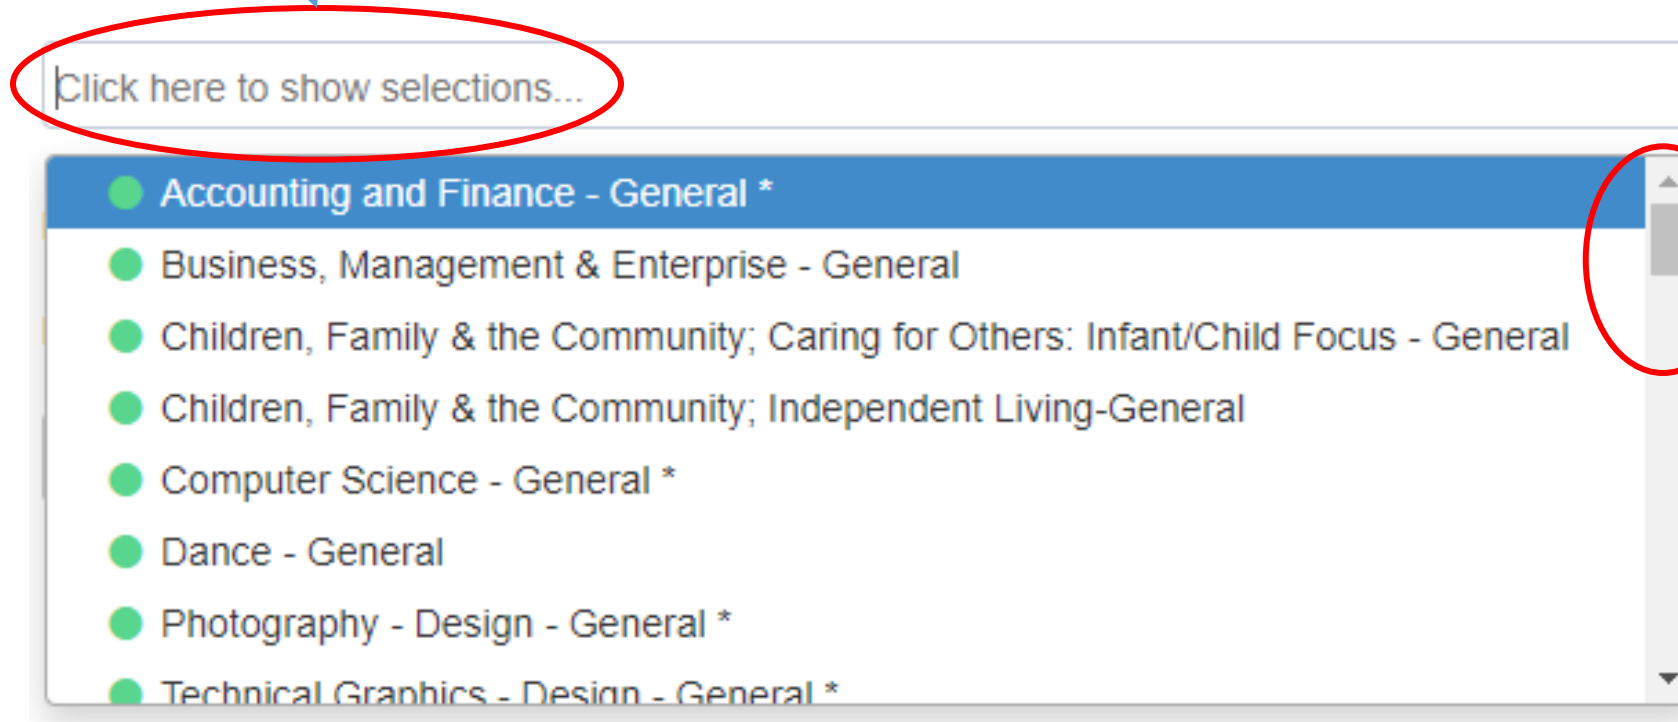 Click here to show selections...
Accounting and Finance - General *
Business, Management & Enterprise - General
Children, Family & the Community; Caring for Others: Infant/Child Focus - General
Children, Family & the Community; Independent Living-General
Computer Science - General *
Dance - General
Photography - Design - General *
Technical Graphics - Design - General *